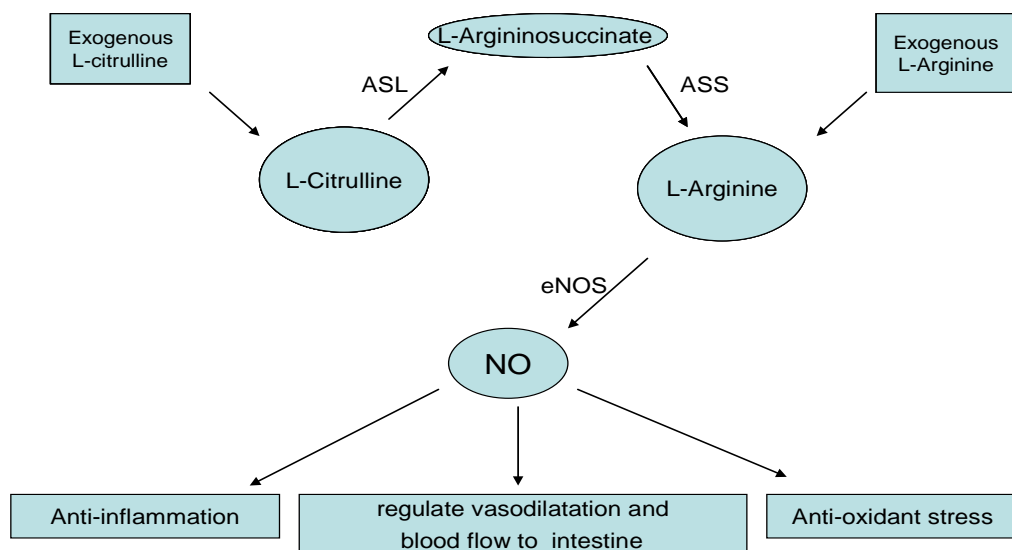 Exogenous
L-citrulline
L-Argininosuccinate
Exogenous
L-Arginine
ASL
ASS
L-Citrulline
L-Arginine
eNOS
NO
Anti-inflammation
regulate vasodilatation and
blood flow to intestine
Anti-oxidant stress